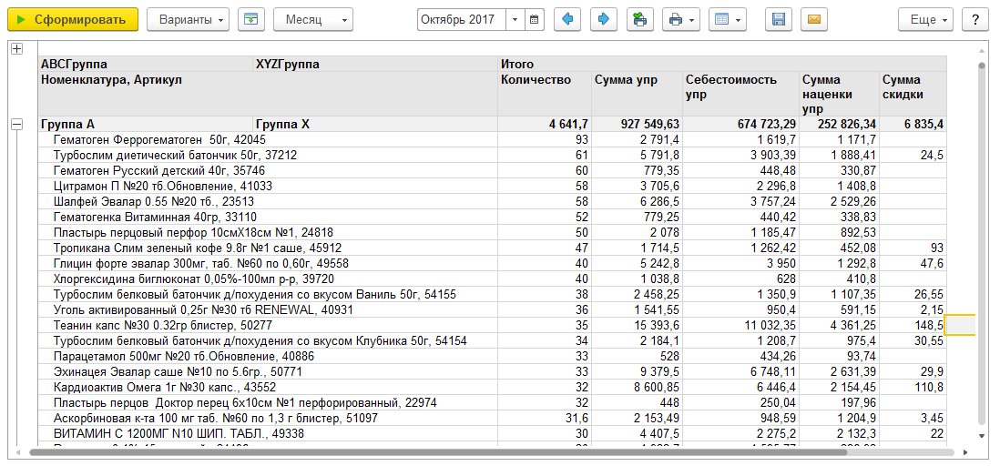 Сформировать Варианты Месяц Октябрь 2017 Еще ?
ABCГруппа XYZГруппа Итого
Номенклатура, Артикул Количество Сумма упр Себестоимость упр Сумма наценки упр Сумма скидки
Группа A Группа X 4 641,7 927 549,63 674 723,29 252 826,34 6 835,4
Гематоген Феррогематоген 50г, 42045 93 2 791,4 1 619,7 1 171,7
Турбослим диетический батончик 50г, 37212 61 5 791,8 3 903,39 1 888,41 24,5
Гематоген Русский детский 40г, 35746 60 779,35 448,48 330,87
Цитрамон П №20 тб.Обновление, 41033 58 3 705,6 2 296,8 1 408,8
Шалфей Эвалар 0.55 №20 тб., 23513 58 6 286,5 3 757,24 2 529,26
Гематогенка Витаминная 40гр, 33110 52 779,25 440,42 338,83
Пластырь перцовый перфор 10смX18см №1, 24818 50 2 078 1 185,47 892,53
Тропикана Слим зеленый кофе 9.8г №1 саше, 45912 47 1 714,5 1 262,42 452,08 93
Глицин форте эвалар 300мг, таб. №60 по 0,60г, 49558 40 5 242,8 3 950 1 292,8 47,6
Хлоргексидина биглюконат 0,05%-100мл р-р, 39720 40 1 038,8 628 410,8
Турбослим белковый батончик д/похудения со вкусом Ваниль 50г, 54155 38 2 458,25 1 350,9 1 107,35 26,55
Уголь активированный 0,25г №30 тб RENEWAL, 40931 36 1 541,55 950,4 591,15 2,15
Теанин капс №30 0.32гр блистер, 50277 35 15 393,6 11 032,35 4 361,25 148,5
Турбослим белковый батончик д/похудения со вкусом Клубника 50г, 54154 34 2 184,1 1 208,7 975,4 30,55
Парацетамол 500мг №20 тб.Обновление, 40886 33 528 434,26 93,74
Эхинацея Эвалар саше №10 по 5.6гр., 50771 33 9 379,5 6 748,11 2 631,39 29,9
Кардиоактив Омега 1г №30 капс., 43552 32 8 600,85 6 446,4 2 154,45 110,8
Пластырь перцов Доктор перец 6х10см №1 перфорированный, 22974 32 448 250,04 197,96
Аскорбиновая к-та 100 мг таб. №60 по 1,3 г блистер, 51097 31,6 2 153,49 948,59 1 204,9 3,45
ВИТАМИН С 1200МГ N10 ШИП. ТАБЛ., 49338 30 4 407,5 2 275,2 2 132,3 22